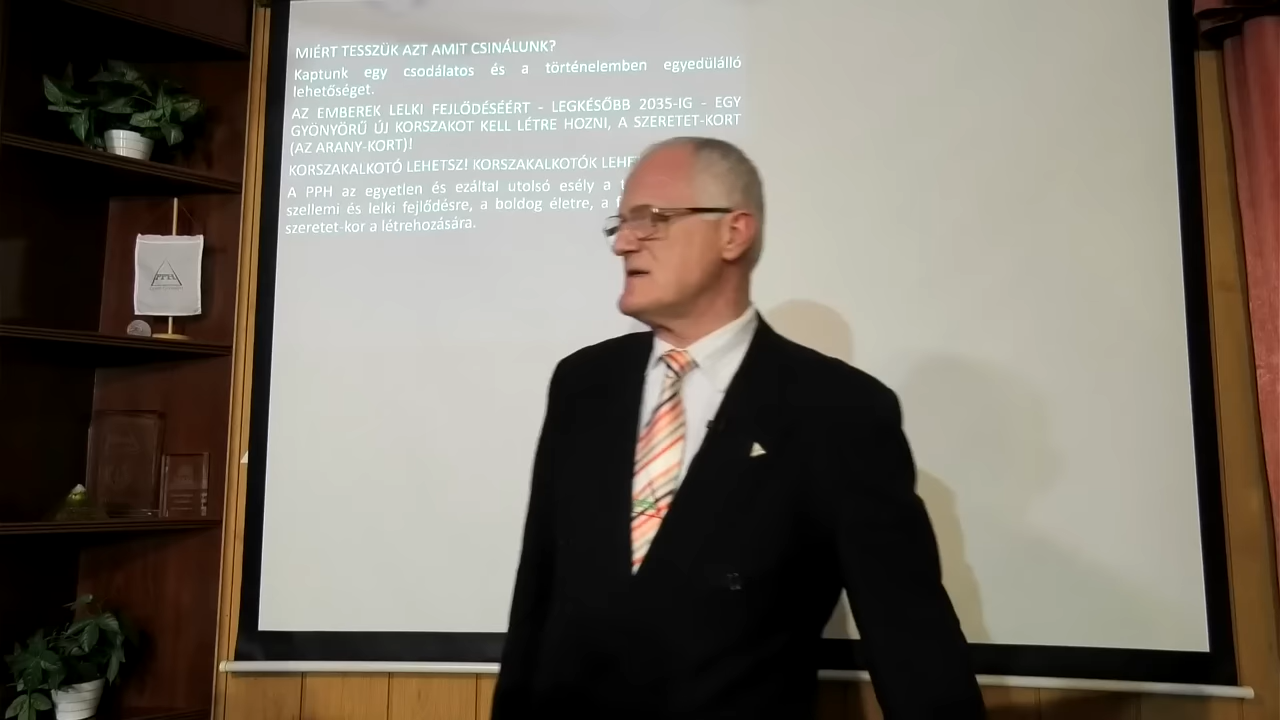 MIÉRT TESSZÜK AZT AMIT CSINÁLUNK?
Kaptunk egy csodálatos és a történelemben egyedülálló
lehetőséget.
AZ EMBEREK LELKI FEJLŐDÉSÉÉRT - LEGKÉSŐBB 2035-IG - EGY
GYÖNYÖRŰ ÚJ KORSZAKOT KELL LÉTRE HOZNI, A SZERETET-KORT
(AZ ARANY-KORT)!
KORSZAKALKOTÓ LEHETSZ! KORSZAKALKOTÓK LEHE
A PPH az egyetlen és ezáltal utolsó esély a
szellemi és lelki fejlődésre, a boldog életre, a
szeretet-kor a létrehozására.
PPH